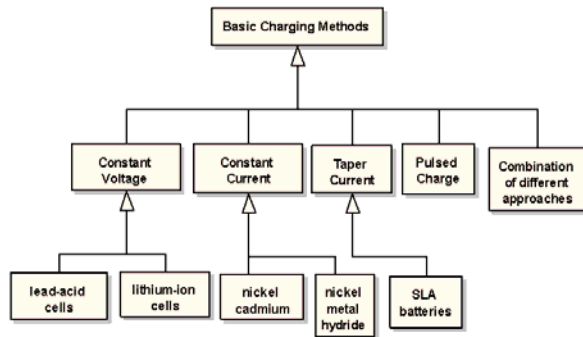 Basic Charging Methods
Constant
Voltage
Constant
Current
Taper
Current
Pulsed
Charge
Combination
of different
approaches
lead-acid
cells
lithium-ion
cells
nickel
cadmium
nickel
metal
hydride
SLA
batteries